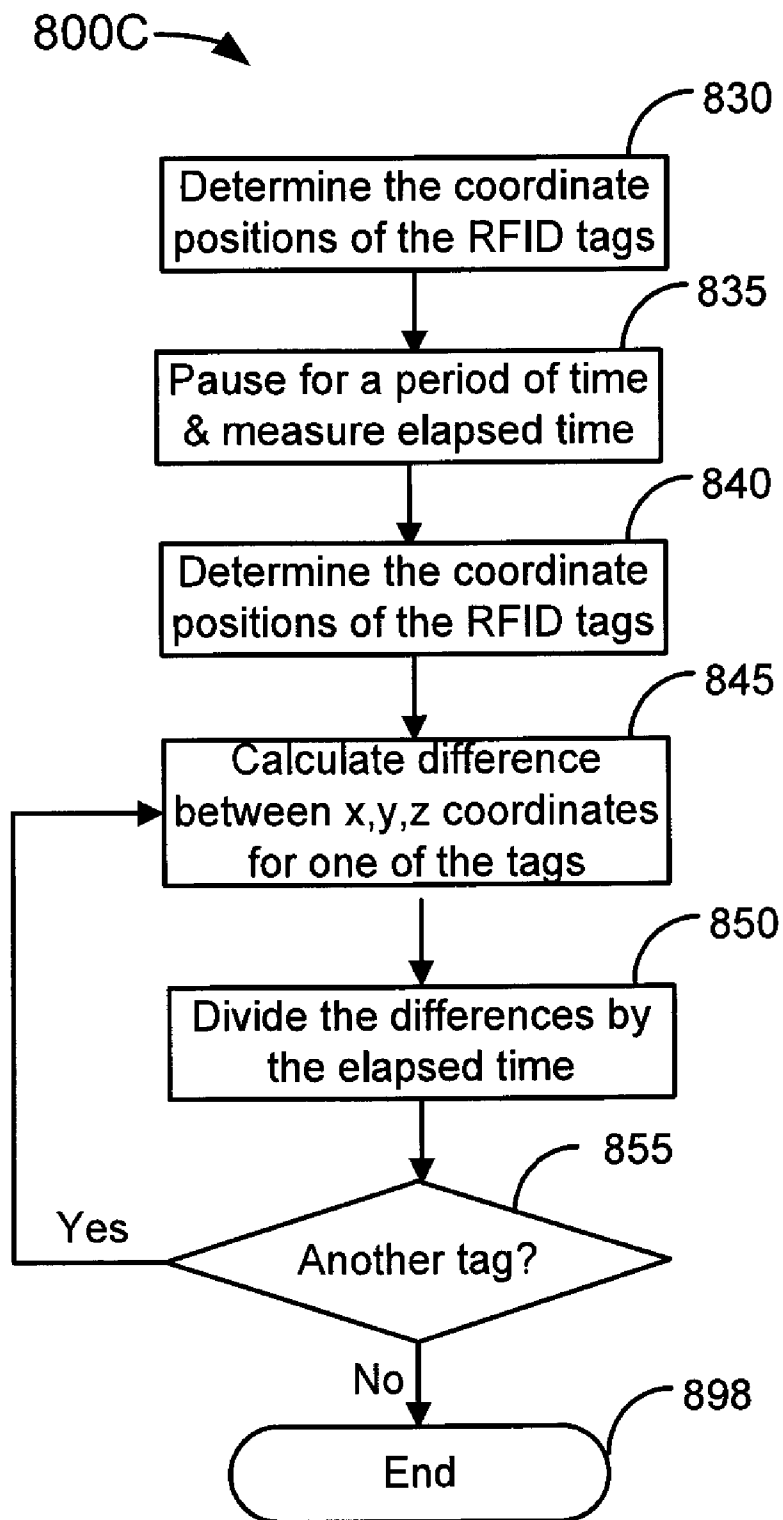 800C
830
Determine the coordinate
positions of the RFID tags
835
Pause for a period of time
& measure elapsed time
840
Determine the coordinate
positions of the RFID tags
845
Calculate difference
between x,y,z coordinates
for one of the tags
850
Divide the differences by
the elapsed time
855
Yes
Another tag?
No
898
End